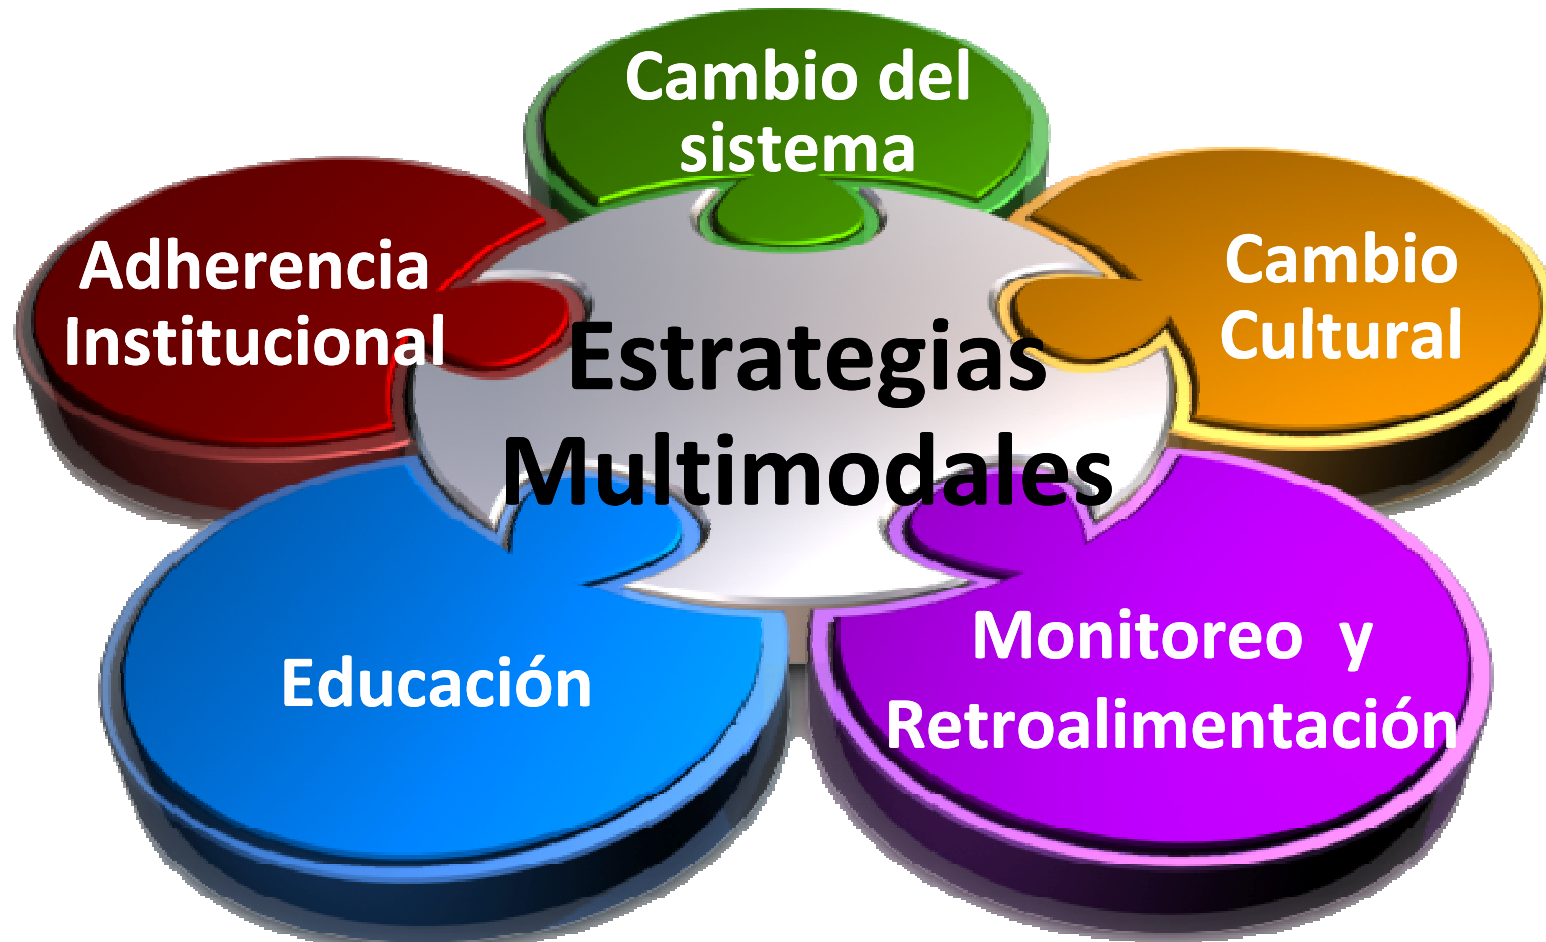 Cambio del
sistema
Adherencia
Institucional
Cambio
Cultural
Estrategias
Multimodales
Educación
Monitoreo y
Retroalimentación